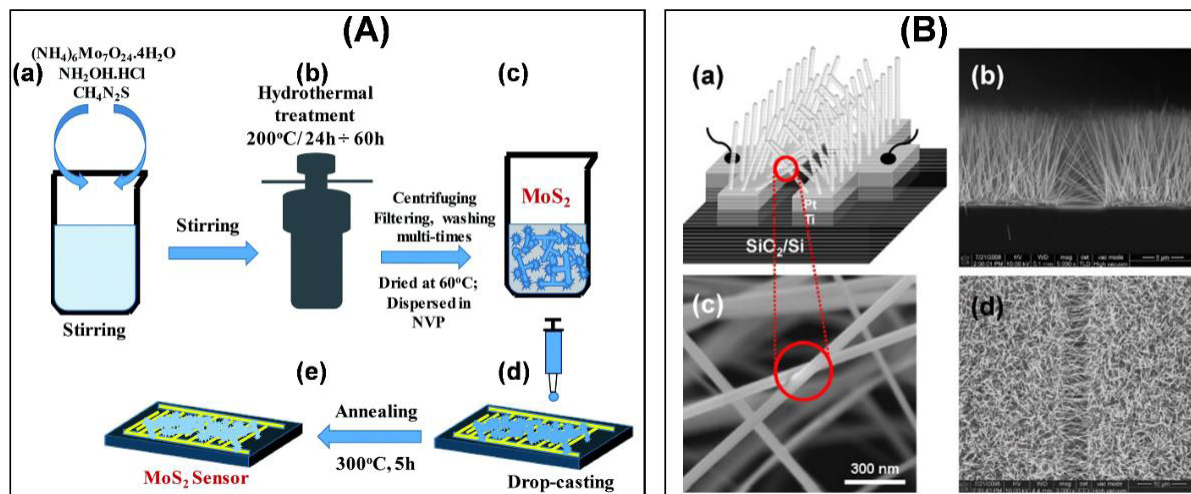 (A)
(a)
(NH4)6Mo7O24.4H2O
NH2OH.HCl
CH4N2S
Stirring
Stirring
(b)
Hydrothermal
treatment
200°C/ 24h ÷ 60h
Centrifuging
Filtering, washing
multi-times
Dried at 60°C;
Dispersed in
NVP
(c)
MoS2
(d)
Drop-casting
Annealing
300°C, 5h
(e)
MoS2 Sensor
(B)
(a)
Pt
Ti
SiO2/Si
(b)
(c)
300 nm
(d)